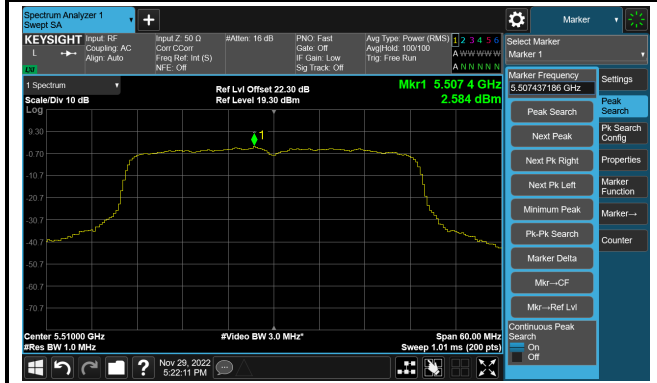 Spectrum Analyzer 1
Swept SA
Marker
KEYSIGHT Input: RF Input Z: 50 Ω #Atten: 16 dB PNO: Fast Avg Type: Power (RMS) 1 2 3 4 5 6
L Coupling: AC Corr CCorr Gate: Off Avg|Hold: 100/100 A W W W W W
Align: Auto Freq Ref: Int (S) IF Gain: Low Trig: Free Run
NFE: Off Sig Track: Off A N N N N N
LXI
Select Marker
Marker 1
1 Spectrum
Scale/Div 10 dB
Log
Ref Lvl Offset 22.30 dB
Ref Level 19.30 dBm
Mkr1 5.507 4 GHz
2.584 dBm
1
9.30
-0.70
-10.7
-20.7
-30.7
-40.7
-50.7
-60.7
-70.7
Center 5.51000 GHz #Video BW 3.0 MHz* Span 60.00 MHz
#Res BW 1.0 MHz Sweep 1.01 ms (200 pts)
Marker Frequency
5.507437186 GHz
Peak Search
Next Peak
Next Pk Right
Next Pk Left
Minimum Peak
Pk-Pk Search
Marker Delta
Mkr→CF
Mkr→Ref Lvl
Continuous Peak
Search
On
Off
Settings
Peak
Search
Pk Search
Config
Properties
Marker
Function
Marker→
Counter
?
Nov 29, 2022
5:22:11 PM